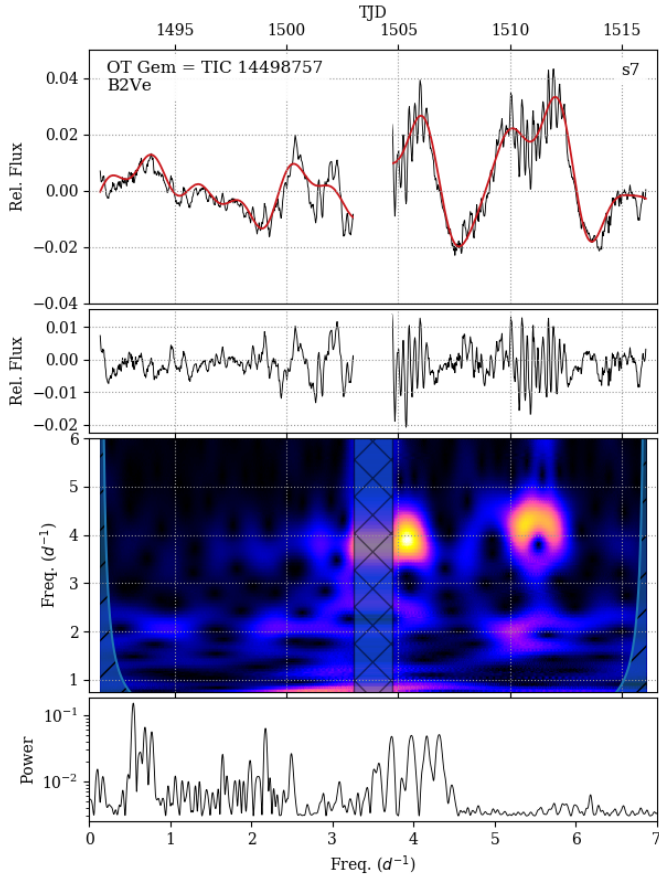 TJD
1495 1500 1505 1510 1515
OT Gem = TIC 14498757 s7
B2Ve
0.04
0.02
0.00
−0.02
−0.04
Rel. Flux
0.01
0.00
−0.01
−0.02
Rel. Flux
6
5
4
3
2
1
Freq. (d⁻¹)
10⁻¹
10⁻²
Power
0 1 2 3 4 5 6 7
Freq. (d⁻¹)